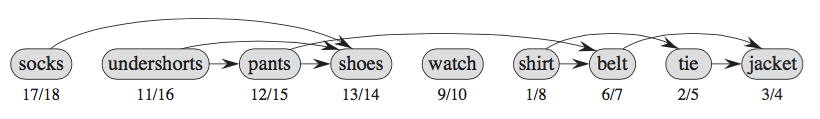 socks undershorts pants shoes watch shirt belt tie jacket
17/18 11/16 12/15 13/14 9/10 1/8 6/7 2/5 3/4